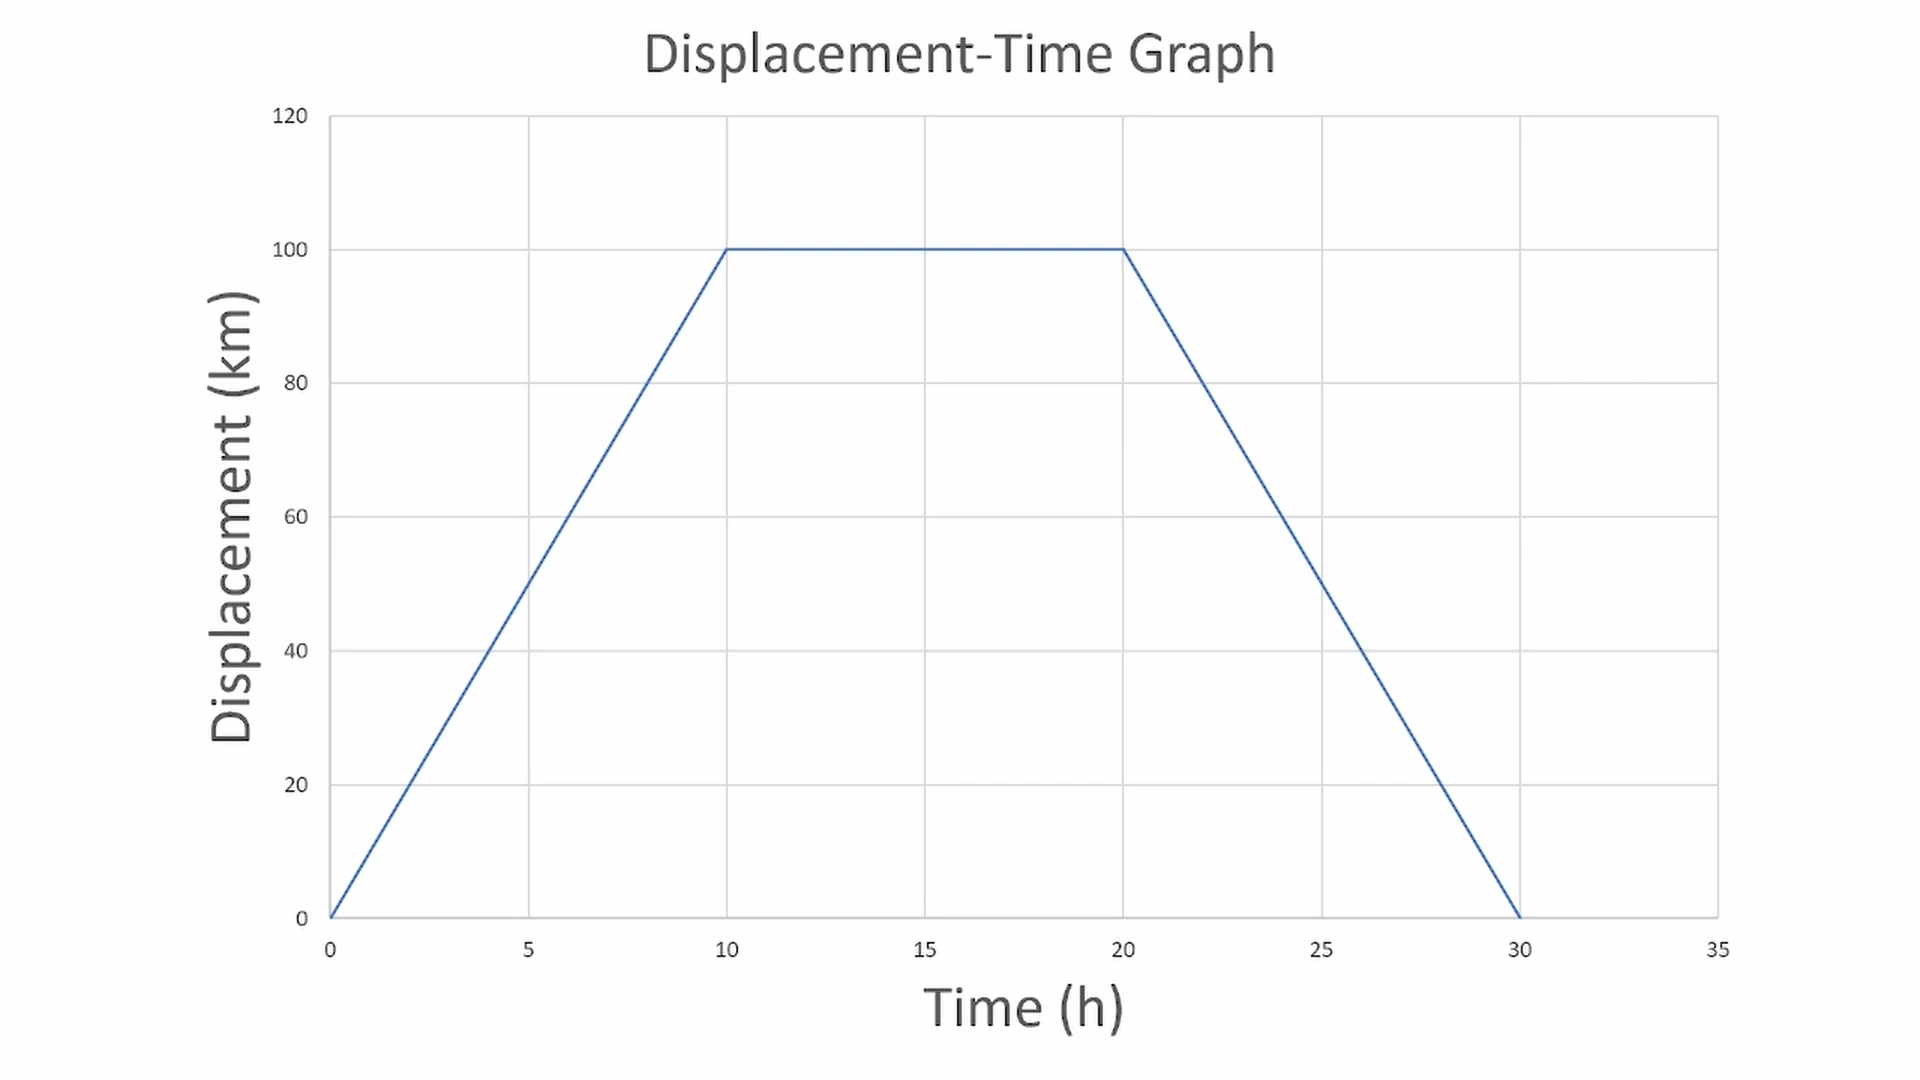 Displacement-Time Graph
120
100
80
60
40
20
0
Displacement (km)
0 5 10 15 20 25 30 35
Time (h)